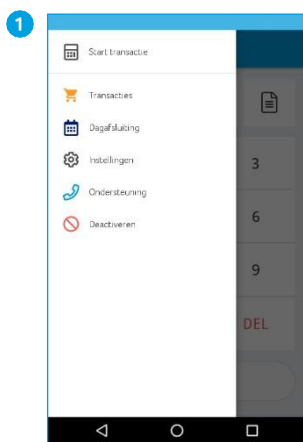 1
Start transactie
Transacties
Dagafsluiting
Instellingen
3
Ondersteuning
6
Deactiveren
9
DEL